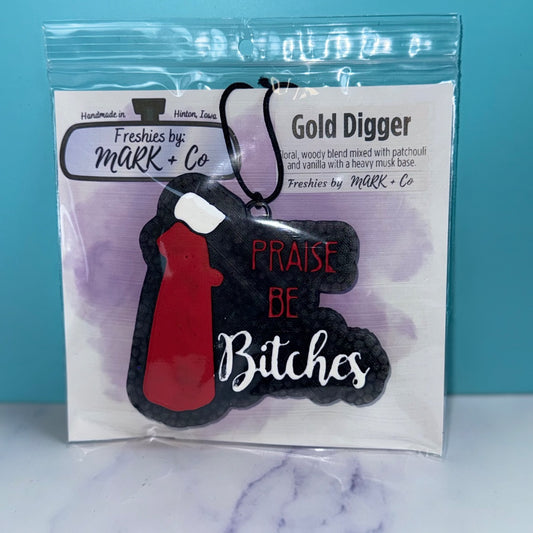 Handmade in Hinton, Iowa
Freshies by:
MARK + Co
Gold Digger
loral, woody blend mixed with patchouli
and vanilla with a heavy musk base.
Freshies by MARK + Co
PRAISE
BE
Bitches